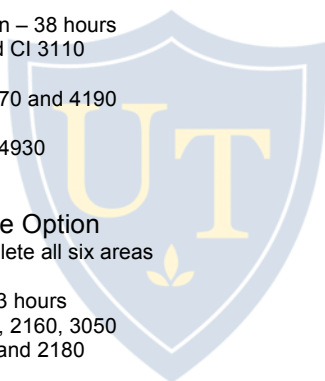 n – 38 hours
d CI 3110
70 and 4190
4930
UT
e Option
lete all six areas
3 hours
, 2160, 3050
and 2180